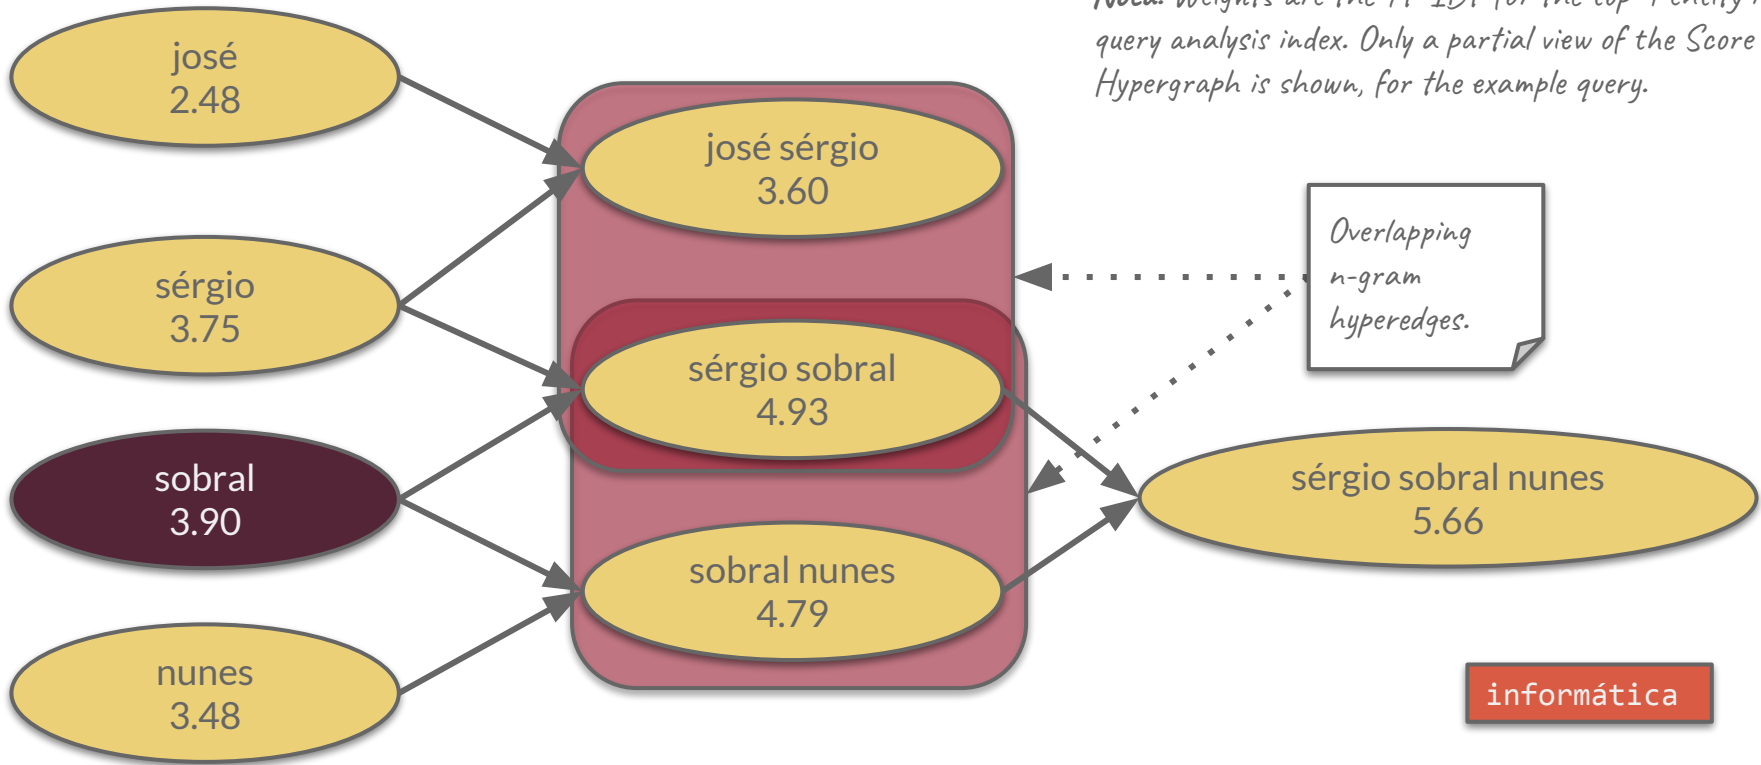 query analysis index. Only a partial view of the Score
Hypergraph is shown, for the example query.
josé
2.48
sérgio
3.75
sobral
3.90
nunes
3.48
josé sérgio
3.60
sérgio sobral
4.93
sobral nunes
4.79
Overlapping
n-gram
hyperedges.
sérgio sobral nunes
5.66
informática